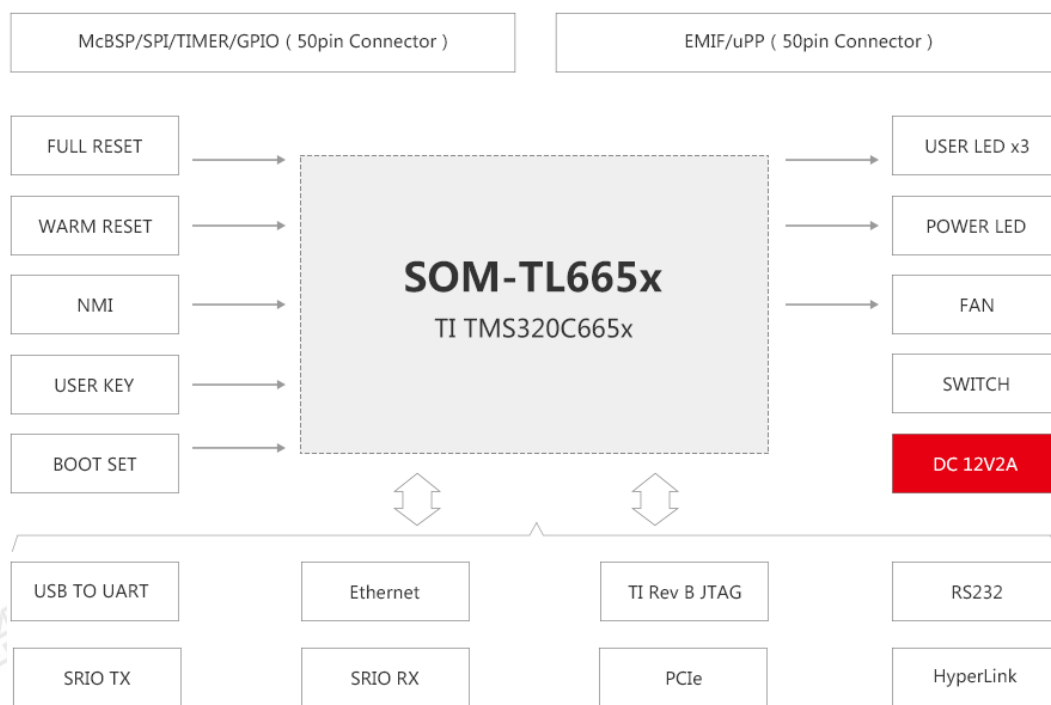 McBSP/SPI/TIMER/GPIO ( 50pin Connector )
EMIF/uPP ( 50pin Connector )
FULL RESET
WARM RESET
NMI
USER KEY
BOOT SET
SOM-TL665x
TI TMS320C665x
USER LED x3
POWER LED
FAN
SWITCH
DC 12V2A
USB TO UART
Ethernet
TI Rev B JTAG
RS232
SRIO TX
SRIO RX
PCIe
HyperLink